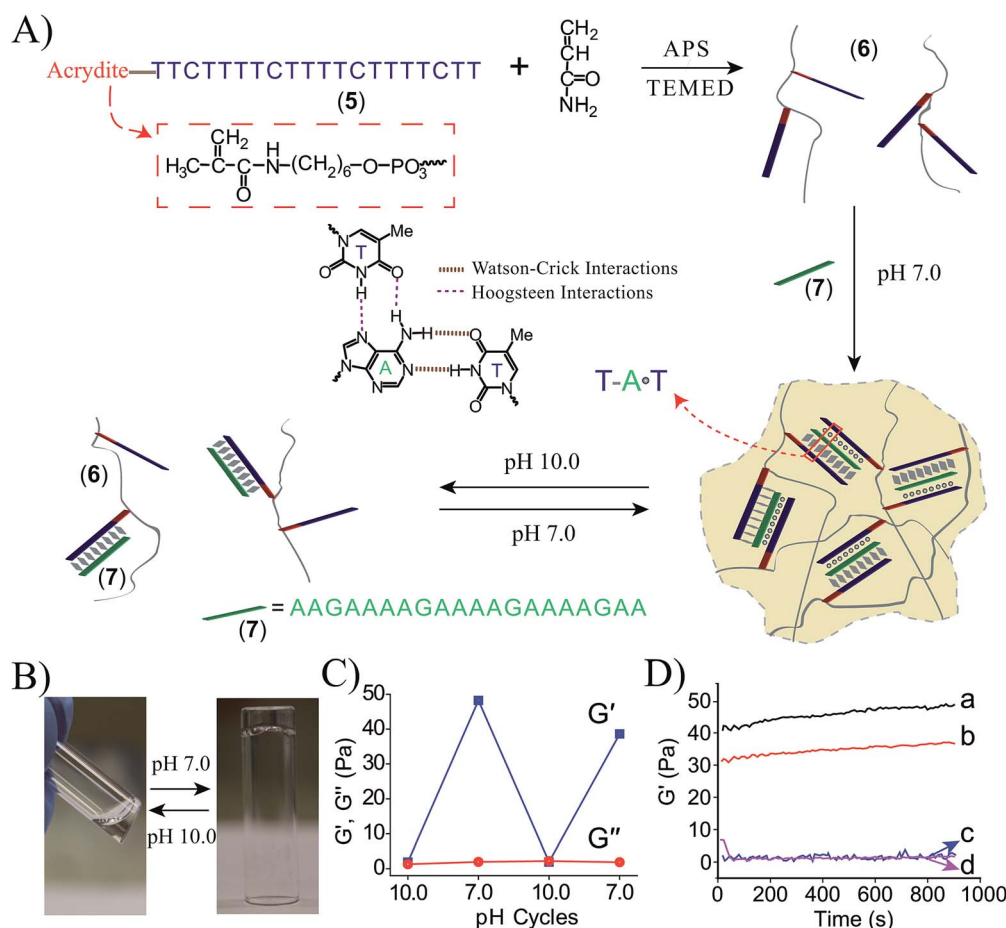 A)
Acrydite
TTCTTTTCTTTTCTTTTCTT
(5)
+
CH₂
CH
C=O
NH₂
APS
TEMED
(6)
CH₂
H₃C–C–C–N–(CH₂)₆–O–PO₃
H
O
(7)
pH 7.0
N
O
N
O
Me
T
H
Watson-Crick Interactions
Hoogsteen Interactions
H
N
N–H
O
Me
N
A
N
H–N
T
N
N
N
O
T-A•T
(6)
(7)
pH 10.0
pH 7.0
(7)
= AAGAAAAGAAAAGAAAAGAA
B)
pH 7.0
pH 10.0
C)
G', G'' (Pa)
50
40
30
20
10
0
G'
G''
10.0 7.0 10.0 7.0
pH Cycles
D)
G' (Pa)
50
40
30
20
10
0
a
b
c
d
0 200 400 600 800 1000
Time (s)